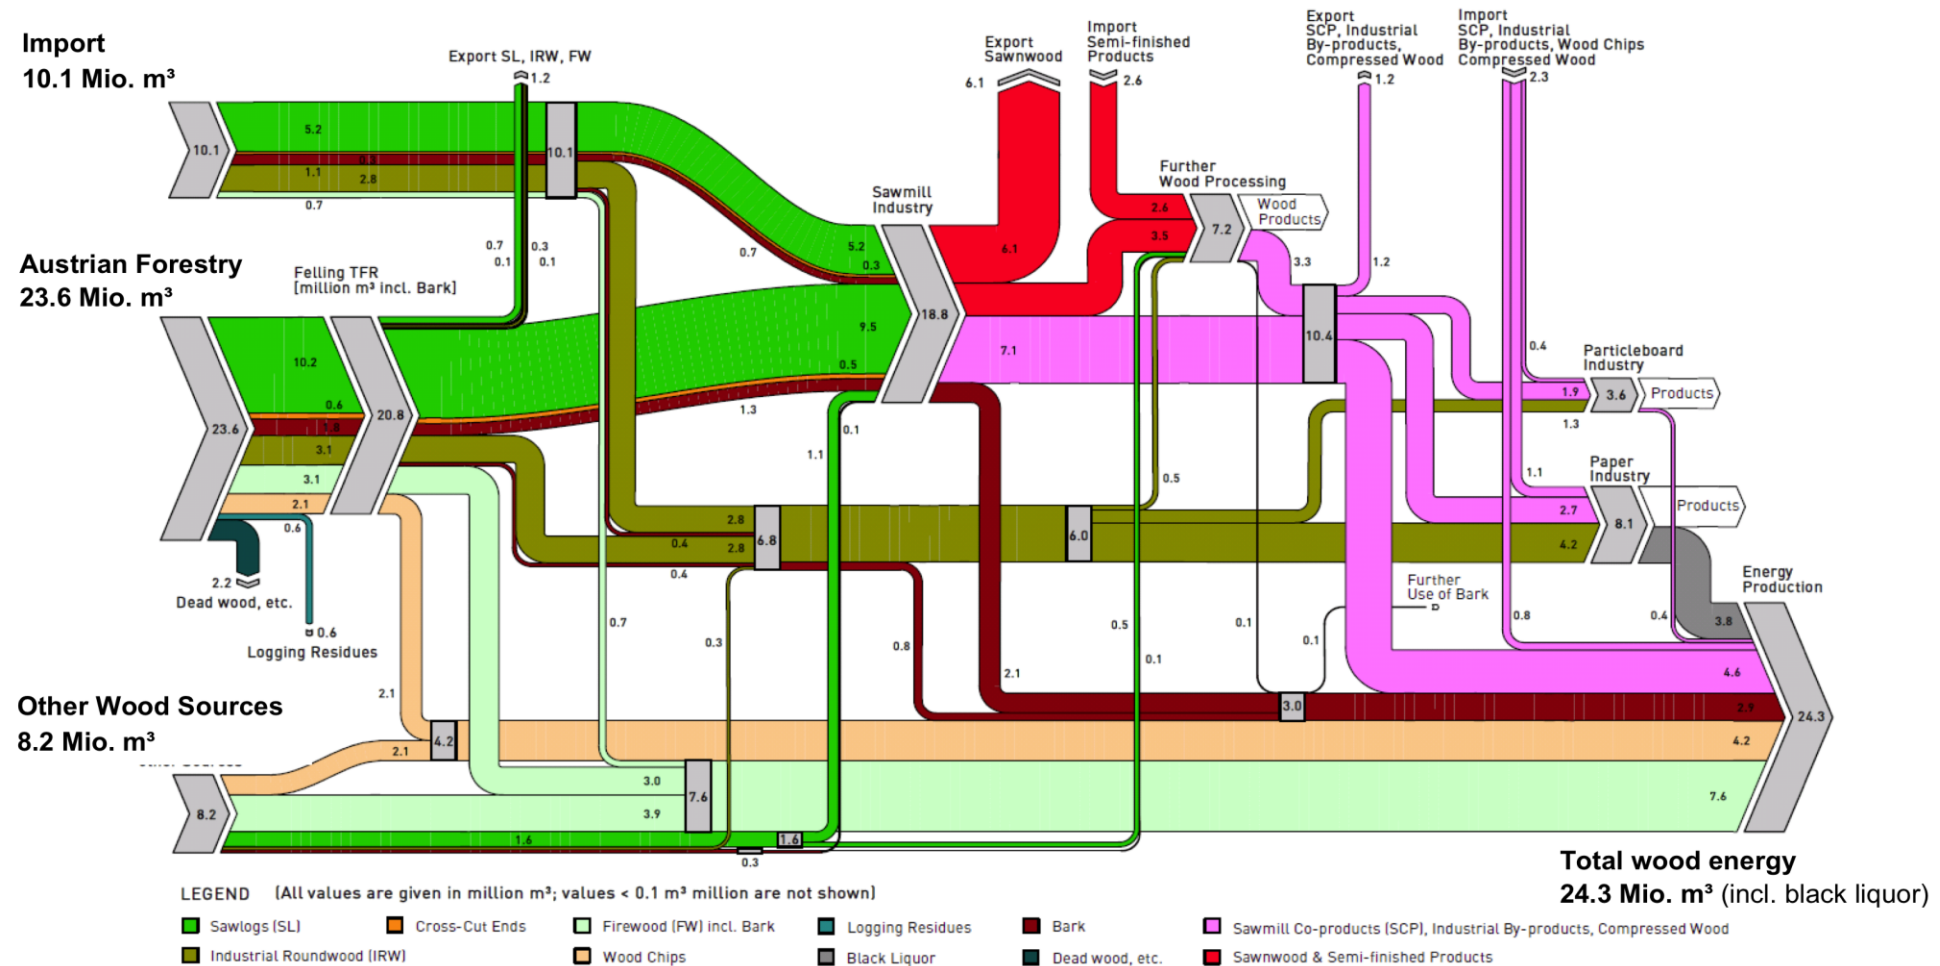 Import
10.1 Mio. m³
Export SL, IRW, FW
1.2
Export
Sawnwood
6.1
Import
Semi-finished
Products
2.6
Export
SCP, Industrial
By-products,
Compressed Wood
1.2
Import
SCP, Industrial
By-products, Wood Chips
Compressed Wood
2.3
10.1
5.2
1.1
2.8
0.7
10.1
Sawmill
Industry
Further
Wood Processing
Wood
Products
2.6
3.5
7.2
6.1
3.3
1.2
0.7
0.1
0.3
0.1
0.7
5.2
0.3
Austrian Forestry
23.6 Mio. m³
Felling TFR
[million m³ incl. Bark]
10.2
0.6
1.8
3.1
3.1
2.1
0.6
23.6
20.8
9.5
0.5
1.3
18.8
7.1
10.4
0.4
Particleboard
Industry
1.9
3.6
Products
1.3
0.1
1.1
0.5
1.1
Paper
Industry
2.7
4.2
8.1
Products
2.8
0.4
2.8
0.4
6.8
6.0
2.2
Dead wood, etc.
0.6
Logging Residues
Further
Use of Bark
Energy
Production
0.7
0.3
0.8
0.5
0.1
0.1
0.1
0.8
0.4
3.8
2.1
2.1
4.6
Other Wood Sources
8.2 Mio. m³
2.1
4.2
3.0
2.9
24.3
4.2
3.0
3.9
7.6
7.6
8.2
1.6
1.6
0.3
Total wood energy
24.3 Mio. m³ (incl. black liquor)
LEGEND (All values are given in million m³; values < 0.1 m³ million are not shown)
Sawlogs (SL)
Cross-Cut Ends
Firewood (FW) incl. Bark
Logging Residues
Bark
Sawmill Co-products (SCP), Industrial By-products, Compressed Wood
Industrial Roundwood (IRW)
Wood Chips
Black Liquor
Dead wood, etc.
Sawnwood & Semi-finished Products